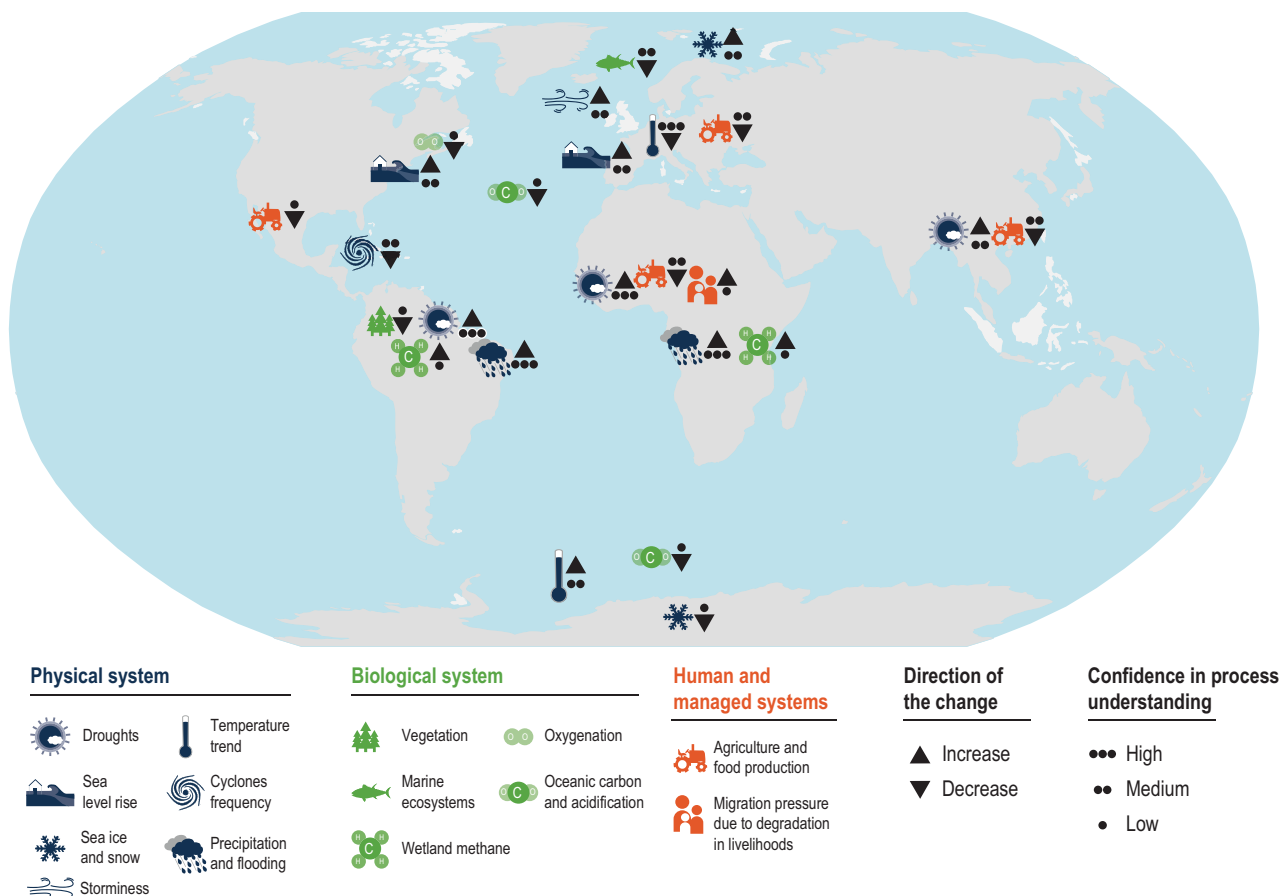 O O
O C O
H H
C
H H
H H
C
H H
O C O
Physical system
Droughts
Temperature
trend
Sea
level rise
Cyclones
frequency
Sea ice
and snow
Precipitation
and flooding
Storminess
Biological system
Vegetation
O O
Oxygenation
Marine
ecosystems
O C O
Oceanic carbon
and acidification
H H
C
H H
Wetland methane
Human and
managed systems
Agriculture and
food production
Migration pressure
due to degradation
in livelihoods
Direction of
the change
Increase
Decrease
Confidence in process
understanding
High
Medium
Low